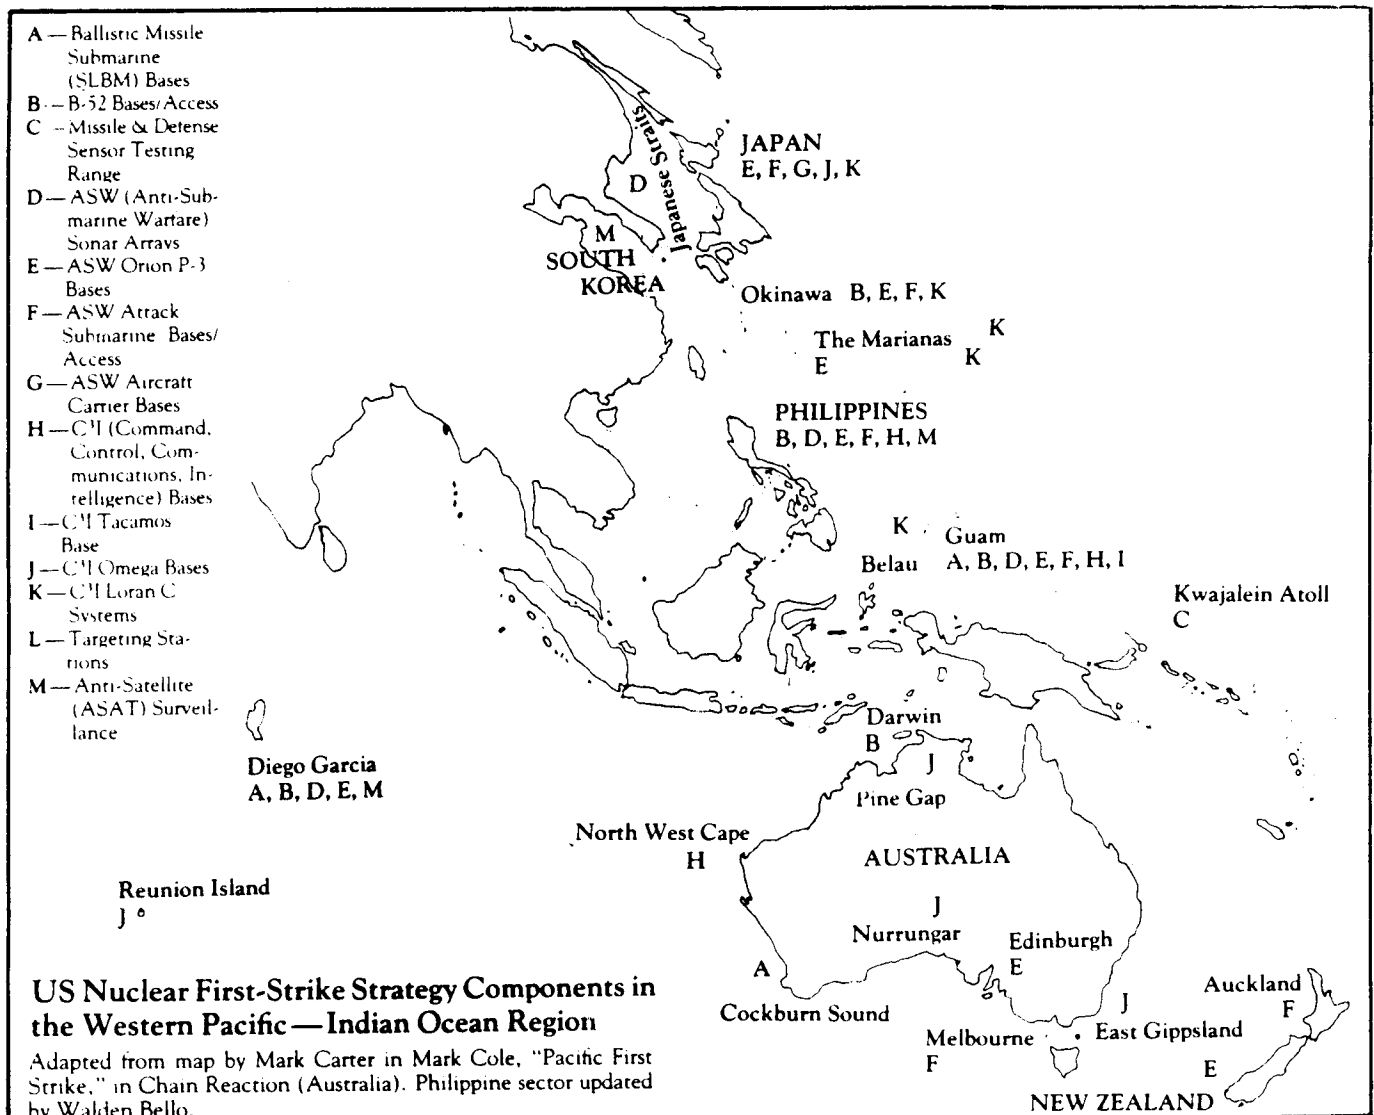 A — Ballistic Missile
Submarine
(SLBM) Bases
B — B-52 Bases/Access
C — Missile & Defense
Sensor Testing
Range
D — ASW (Anti-Sub-
marine Warfare)
Sonar Arrays
E — ASW Orion P-3
Bases
F — ASW Attack
Submarine Bases/
Access
G — ASW Aircraft
Carrier Bases
H — C³I (Command,
Control, Com-
munications, In-
telligence) Bases
I — C³I Tacamos
Base
J — C³I Omega Bases
K — C³I Loran C
Systems
L — Targeting Sta-
tions
M — Anti-Satellite
(ASAT) Surveil-
lance
JAPAN
E, F, G, J, K
Japanese Straits
D
M
SOUTH
KOREA
Okinawa B, E, F, K
The Marianas
E
K
K
PHILIPPINES
B, D, E, F, H, M
K
Belau
Guam
A, B, D, E, F, H, I
Kwajalein Atoll
C
Diego Garcia
A, B, D, E, M
Darwin
B
J
Pine Gap
North West Cape
H
AUSTRALIA
Reunion Island
J
J
Nurrungar
Edinburgh
E
A
Cockburn Sound
J
East Gippsland
Melbourne
F
Auckland
F
E
NEW ZEALAND
US Nuclear First-Strike Strategy Components in
the Western Pacific — Indian Ocean Region
Adapted from map by Mark Carter in Mark Cole, "Pacific First
Strike," in Chain Reaction (Australia). Philippine sector updated
by Walden Bello.